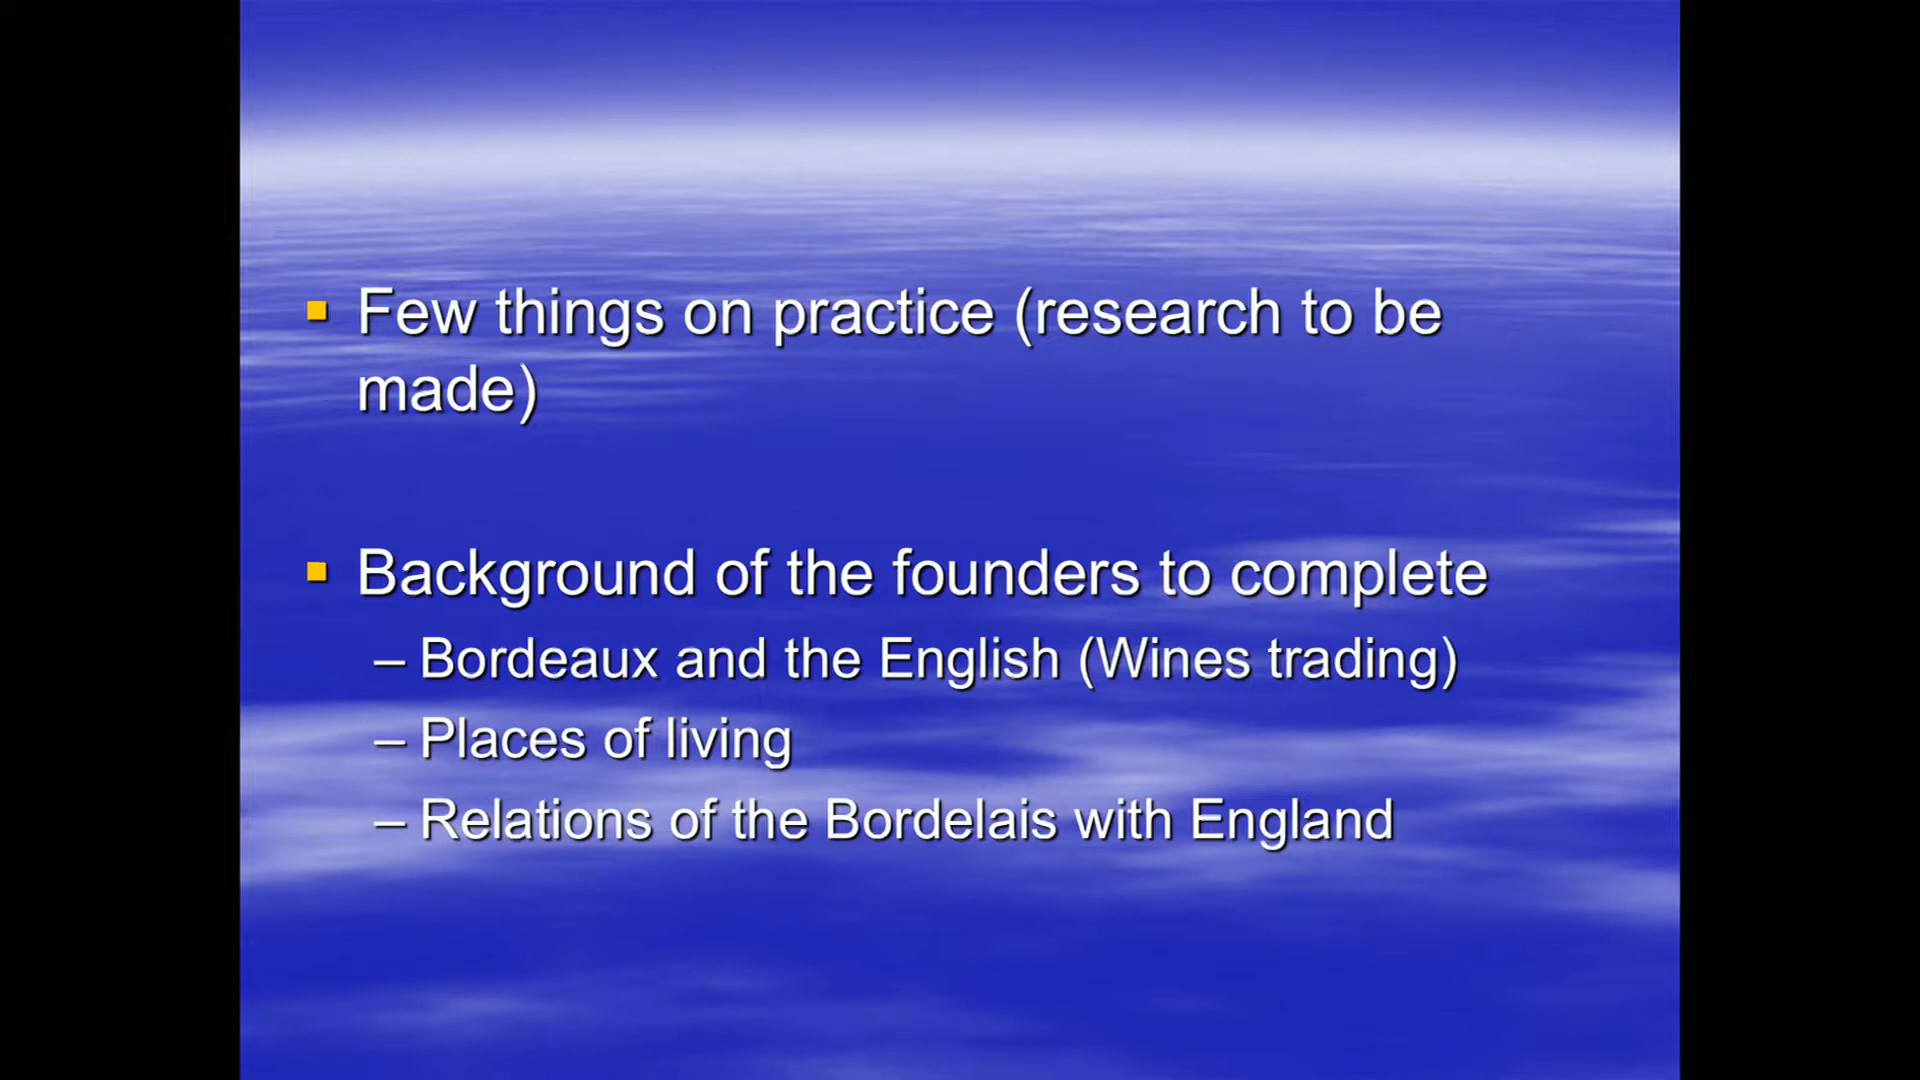 Few things on practice (research to be
made)
Background of the founders to complete
– Bordeaux and the English (Wines trading)
– Places of living
– Relations of the Bordelais with England